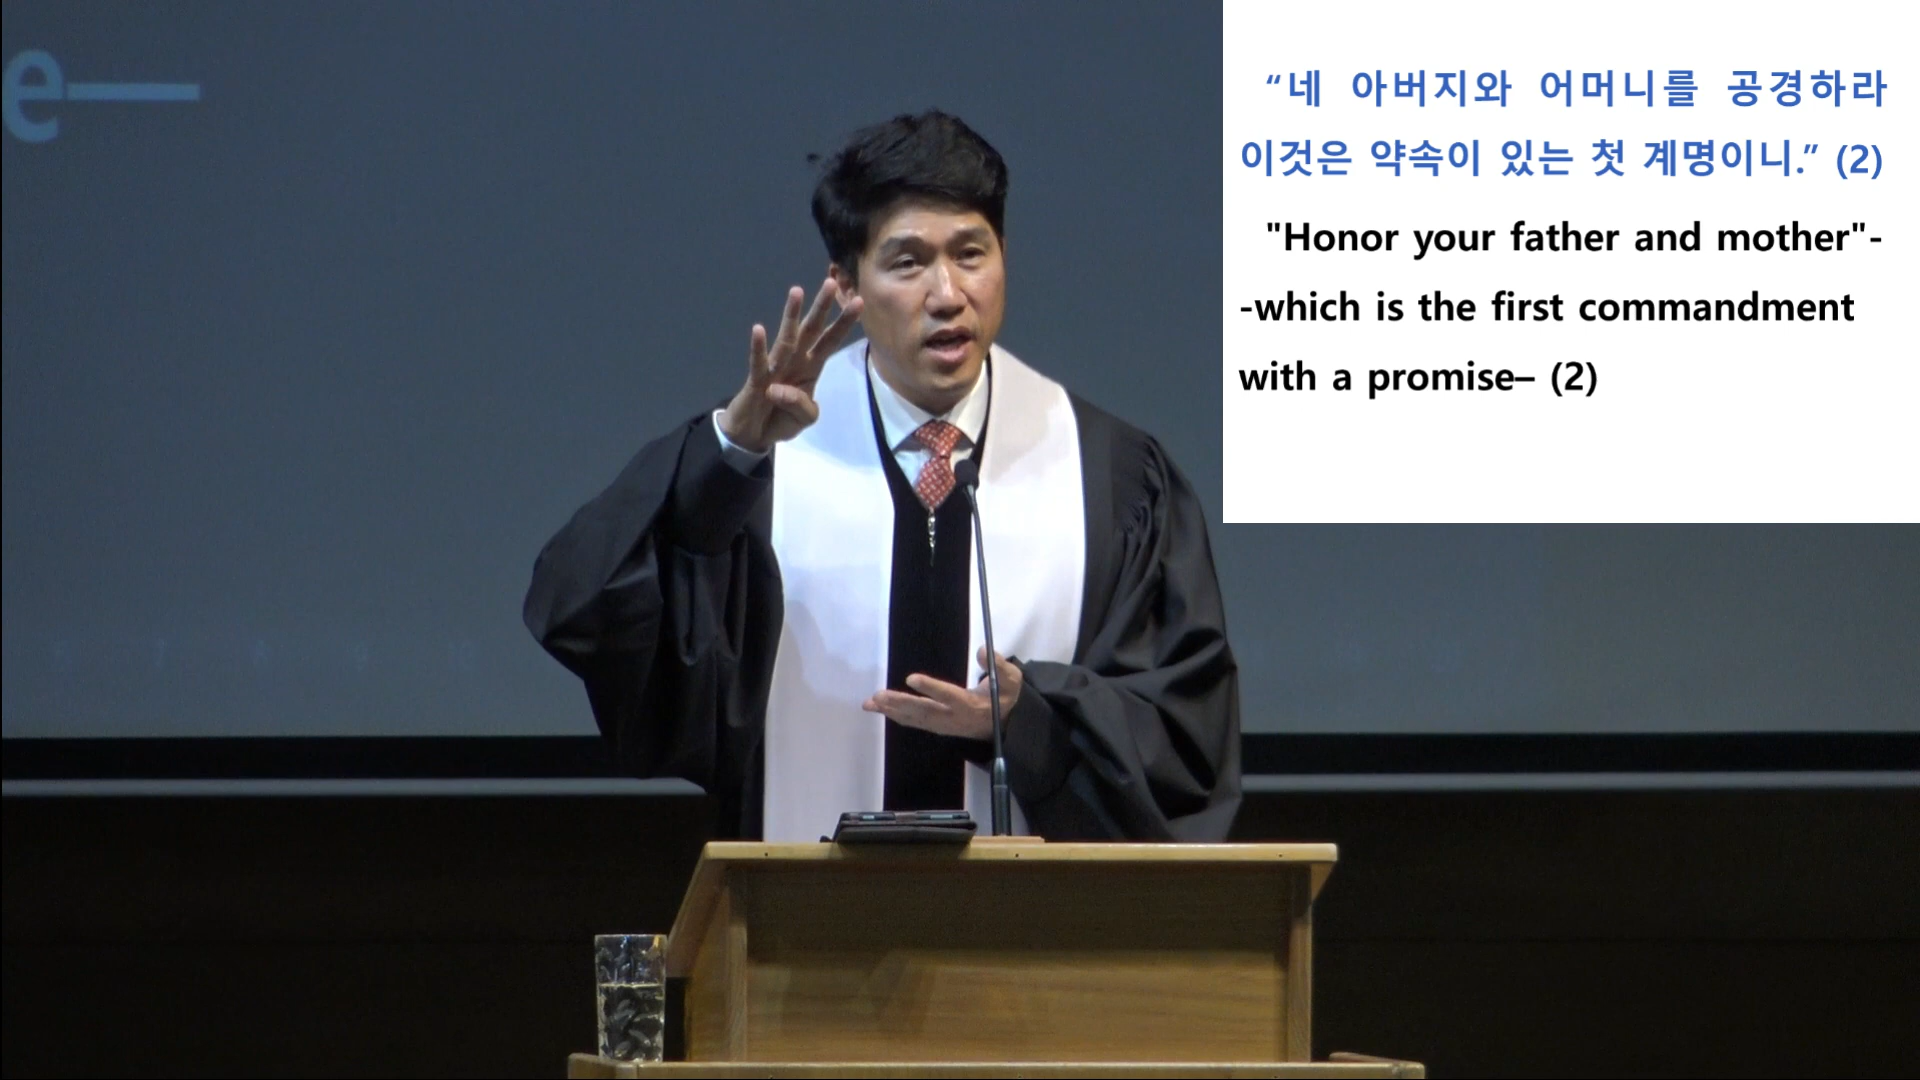 e—
“네 아버지와 어머니를 공경하라
이것은 약속이 있는 첫 계명이니.” (2)
"Honor your father and mother"-
-which is the first commandment
with a promise– (2)